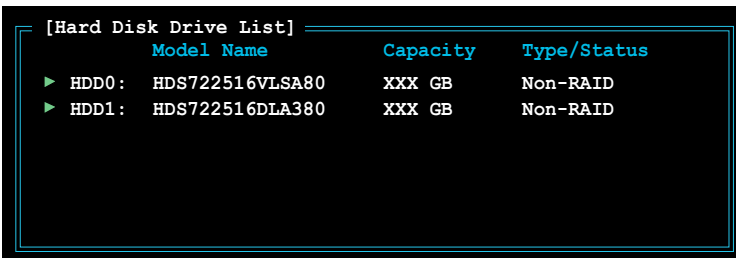 [Hard Disk Drive List]
Model Name Capacity Type/Status
HDD0: HDS722516VLSA80 XXX GB Non-RAID
HDD1: HDS722516DLA380 XXX GB Non-RAID